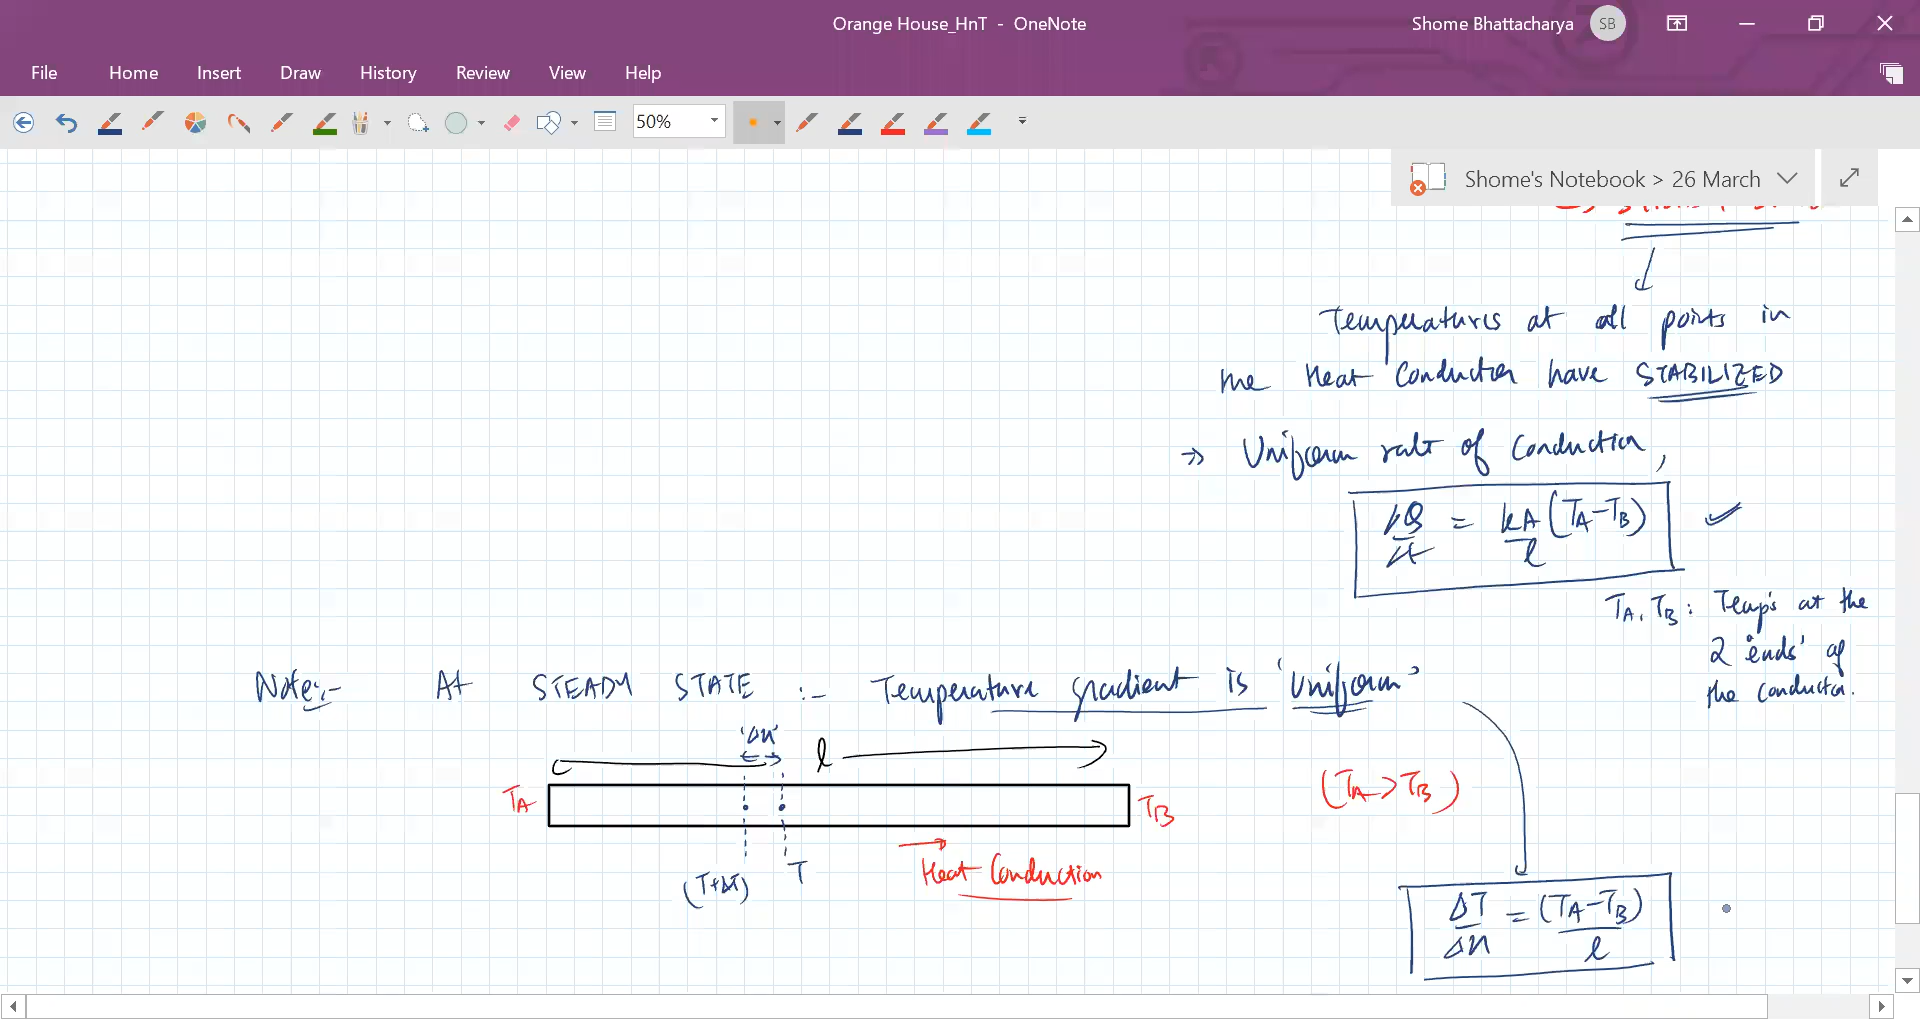 Orange House_HnT - OneNote
Shome Bhattacharya SB
File Home Insert Draw History Review View Help
50%
Shome's Notebook > 26 March
Temperatures at all points in
the Heat Conductor have STABILIZED
→ Uniform rate of Conduction,
dQ/dt = kA/l (TA-TB) ✓
TA, TB: Temp's at the
2 'ends' of
the conductor.
Note:- At STEADY STATE :- Temperature gradient is 'Uniform'
'Δx' l
TA TB (TA>TB)
(T+ΔT) T Heat Conduction
ΔT/Δx = (TA-TB)/l